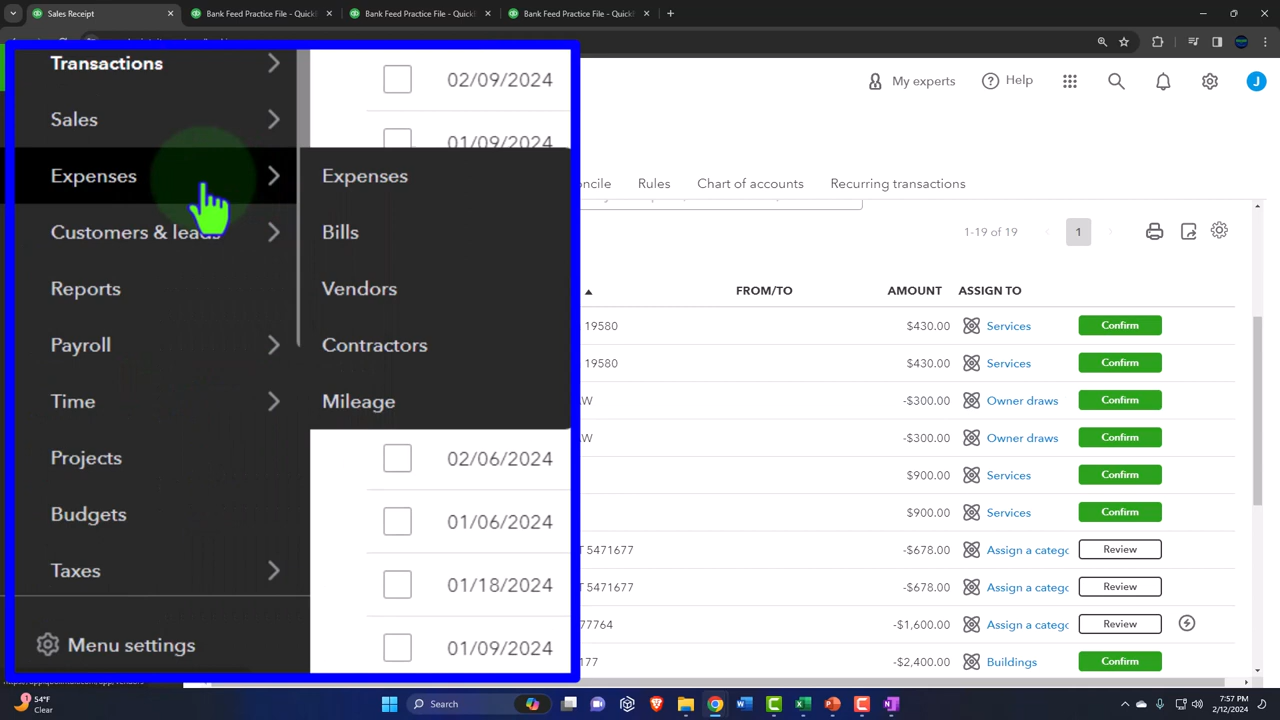 Sales Receipt
Bank Feed Practice File - Quick
Bank Feed Practice File - Quick
Bank Feed Practice File - Quick
My experts
Help
J
Transactions
02/09/2024
Sales
01/09/2024
Expenses
Expenses
Rules
Chart of accounts
Recurring transactions
Customers & leads
Bills
1-19 of 19
1
Reports
Vendors
FROM/TO
AMOUNT
ASSIGN TO
19580
$430.00
Services
Confirm
Payroll
Contractors
19580
$430.00
Services
Confirm
Time
Mileage
-$300.00
Owner draws
Confirm
-$300.00
Owner draws
Confirm
Projects
02/06/2024
$900.00
Services
Confirm
Budgets
01/06/2024
$900.00
Services
Confirm
T 5471677
-$678.00
Assign a catego
Review
Taxes
01/18/2024
T 5471677
-$678.00
Assign a catego
Review
77764
-$1,600.00
Assign a catego
Review
Menu settings
01/09/2024
177
-$2,400.00
Buildings
Confirm
1
54°F
Clear
Search
7:57 PM
2/12/2024